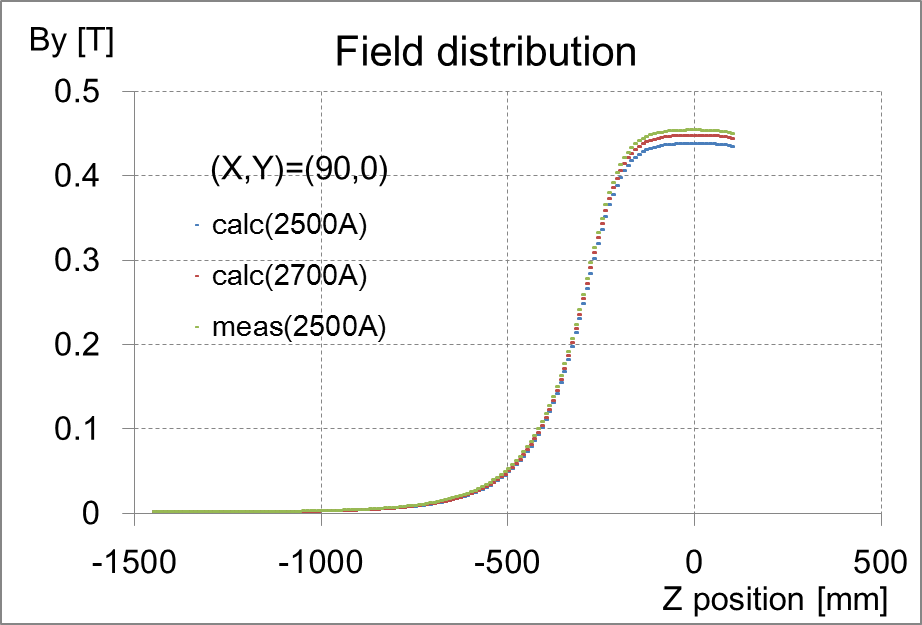 By [T]
Field distribution
0.5
0.4
0.3
0.2
0.1
0
(X,Y)=(90,0)
calc(2500A)
calc(2700A)
meas(2500A)
-1500 -1000 -500 0 500
Z position [mm]